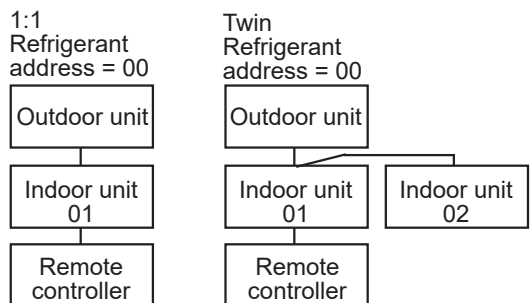 1:1
Refrigerant
address = 00
Outdoor unit
Indoor unit
01
Remote
controller
Twin
Refrigerant
address = 00
Outdoor unit
Indoor unit
01
Indoor unit
02
Remote
controller